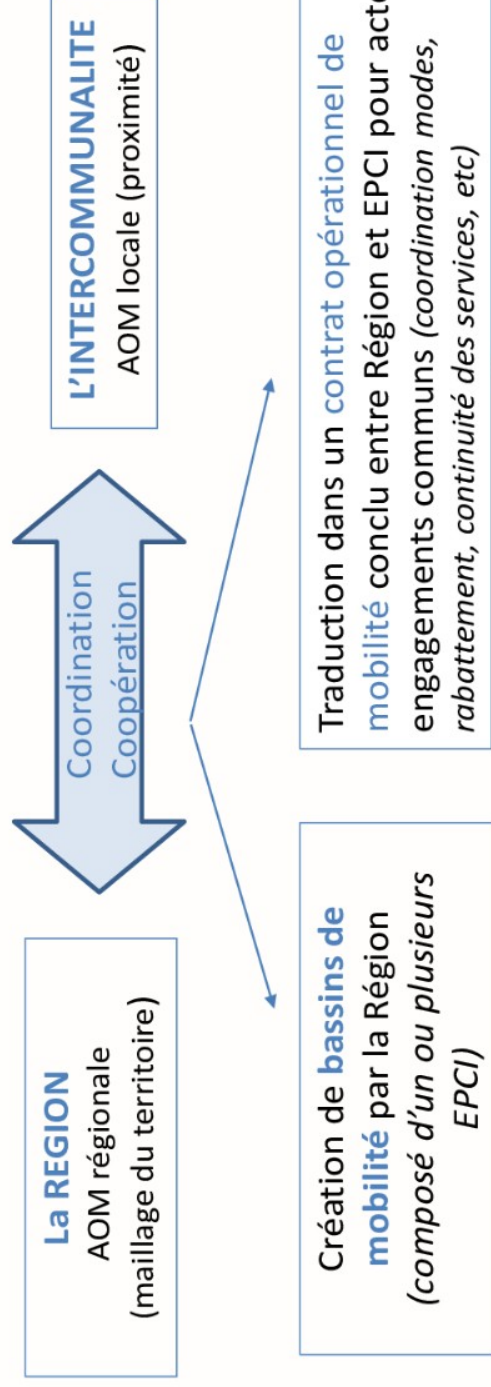 La REGION
AOM régionale
(maillage du territoire)
Coordination
Coopération
L'INTERCOMMUNALITE
AOM locale (proximité)
Création de bassins de
mobilité par la Région
(composé d'un ou plusieurs
EPCI)
Traduction dans un contrat opérationnel de
mobilité conclu entre Région et EPCI pour
engagements communs (coordination modes,
rabattement, continuité des services, etc)